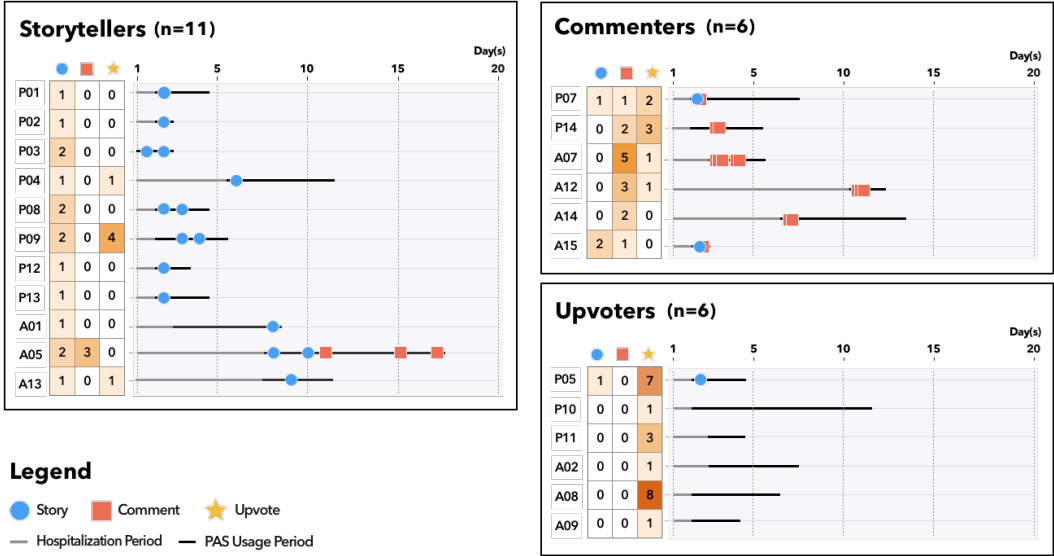 Storytellers (n=11)
Day(s)
1 5 10 15 20
P01 1 0 0
P02 1 0 0
P03 2 0 0
P04 1 0 1
P08 2 0 0
P09 2 0 4
P12 1 0 0
P13 1 0 0
A01 1 0 0
A05 2 3 0
A13 1 0 1
Legend
Story Comment Upvote
Hospitalization Period PAS Usage Period
Commenters (n=6)
Day(s)
1 5 10 15 20
P07 1 1 2
P14 0 2 3
A07 0 5 1
A12 0 3 1
A14 0 2 0
A15 2 1 0
Upvoters (n=6)
Day(s)
1 5 10 15 20
P05 1 0 7
P10 0 0 1
P11 0 0 3
A02 0 0 1
A08 0 0 8
A09 0 0 1